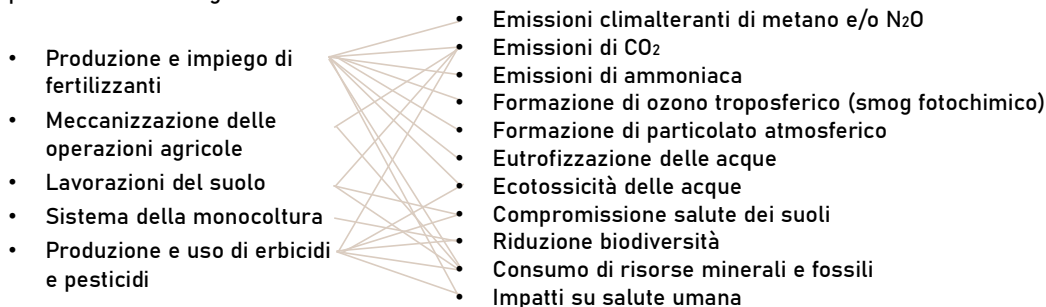 • Produzione e impiego di
fertilizzanti
• Meccanizzazione delle
operazioni agricole
• Lavorazioni del suolo
• Sistema della monocoltura
• Produzione e uso di erbicidi
e pesticidi
• Emissioni climalteranti di metano e/o N₂O
• Emissioni di CO₂
• Emissioni di ammoniaca
• Formazione di ozono troposferico (smog fotochimico)
• Formazione di particolato atmosferico
• Eutrofizzazione delle acque
• Ecotossicità delle acque
• Compromissione salute dei suoli
• Riduzione biodiversità
• Consumo di risorse minerali e fossili
• Impatti su salute umana